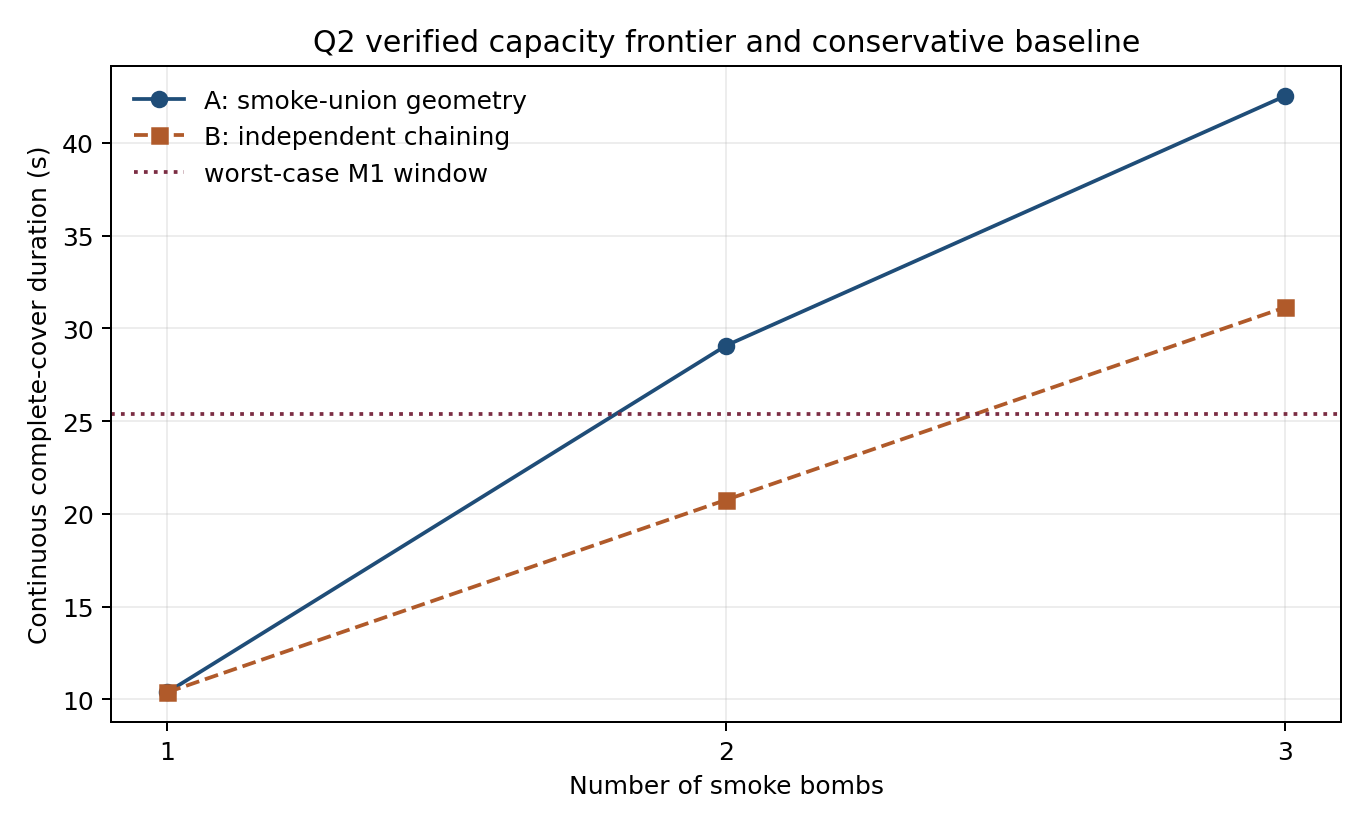 Q2 verified capacity frontier and conservative baseline
A: smoke-union geometry
B: independent chaining
worst-case M1 window
Continuous complete-cover duration (s)
40
35
30
25
20
15
10
1 2 3
Number of smoke bombs